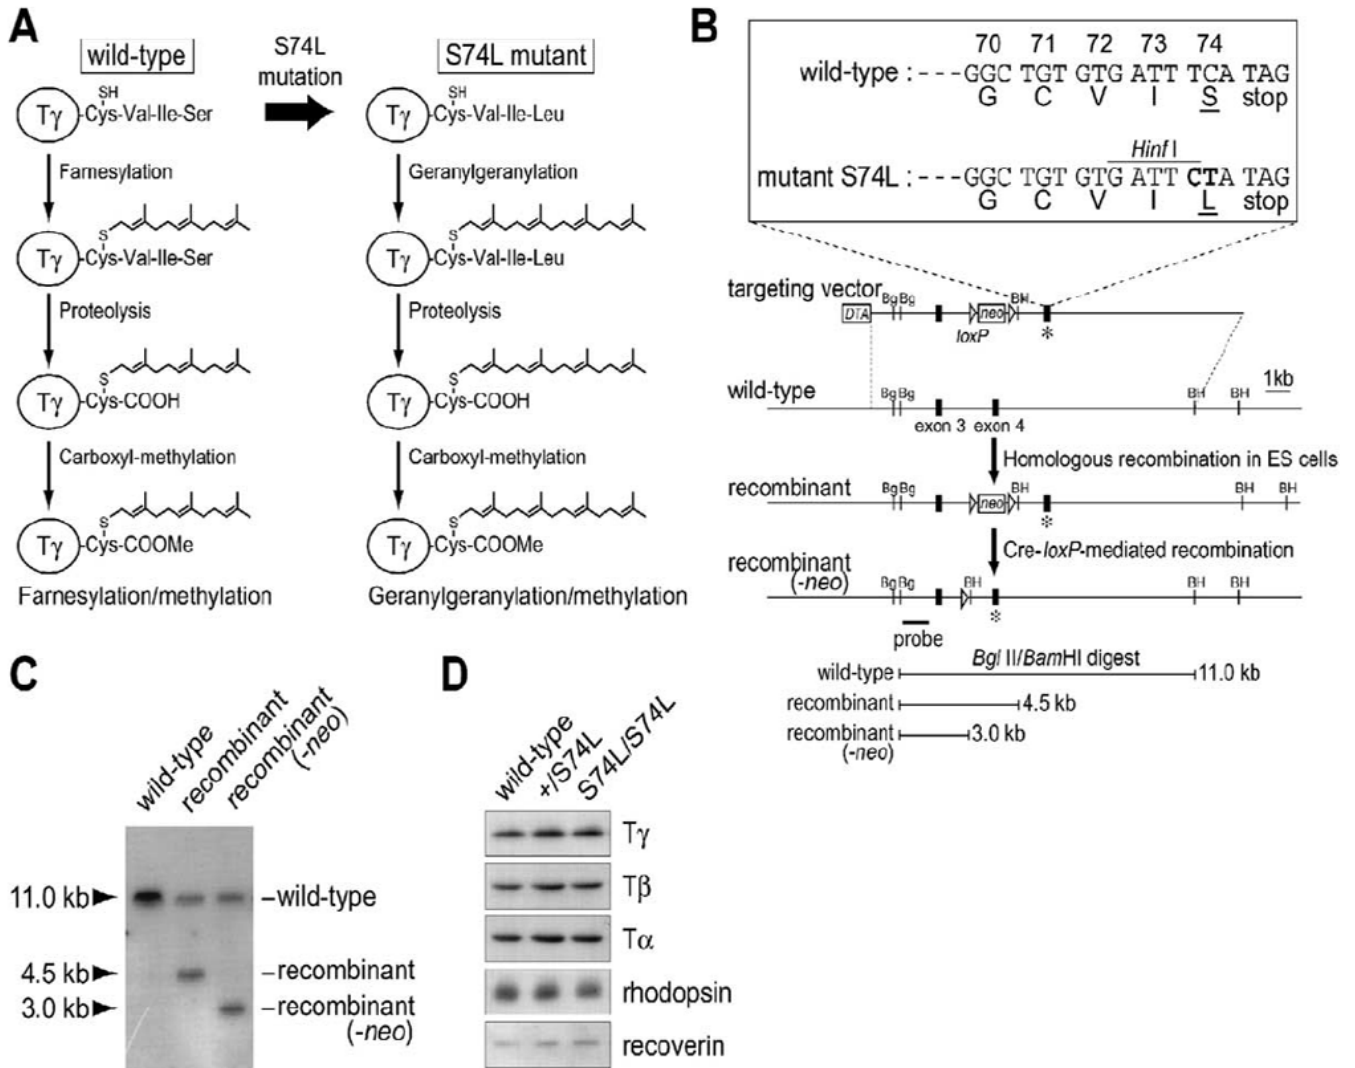 A
wild-type
S74L
mutation
S74L mutant
SH
Tγ
Cys-Val-Ile-Ser
SH
Tγ
Cys-Val-Ile-Leu
Farnesylation
Geranylgeranylation
S
Tγ
Cys-Val-Ile-Ser
S
Tγ
Cys-Val-Ile-Leu
Proteolysis
Proteolysis
S
Tγ
Cys-COOH
S
Tγ
Cys-COOH
Carboxyl-methylation
Carboxyl-methylation
S
Tγ
Cys-COOMe
S
Tγ
Cys-COOMe
Farnesylation/methylation
Geranylgeranylation/methylation
B
70 71 72 73 74
wild-type : - - - GGC TGT GTG ATT TCA TAG
G C V I S stop
Hinf I
mutant S74L : - - - GGC TGT GTG ATT CTA TAG
G C V I L stop
targeting vector
DTA
Bg Bg
neo
BH
loxP
*
wild-type
Bg Bg
exon 3
exon 4
BH
BH
1kb
Homologous recombination in ES cells
recombinant
Bg Bg
neo
BH
*
BH
BH
Cre-loxP-mediated recombination
recombinant
(-neo)
Bg Bg
BH
*
BH
BH
probe
Bgl II/BamHI digest
wild-type
11.0 kb
recombinant
4.5 kb
recombinant
(-neo)
3.0 kb
C
wild-type
recombinant
recombinant
(-neo)
11.0 kb
–wild-type
4.5 kb
–recombinant
3.0 kb
–recombinant
(-neo)
D
wild-type
+/S74L
S74L/S74L
Tγ
Tβ
Tα
rhodopsin
recoverin